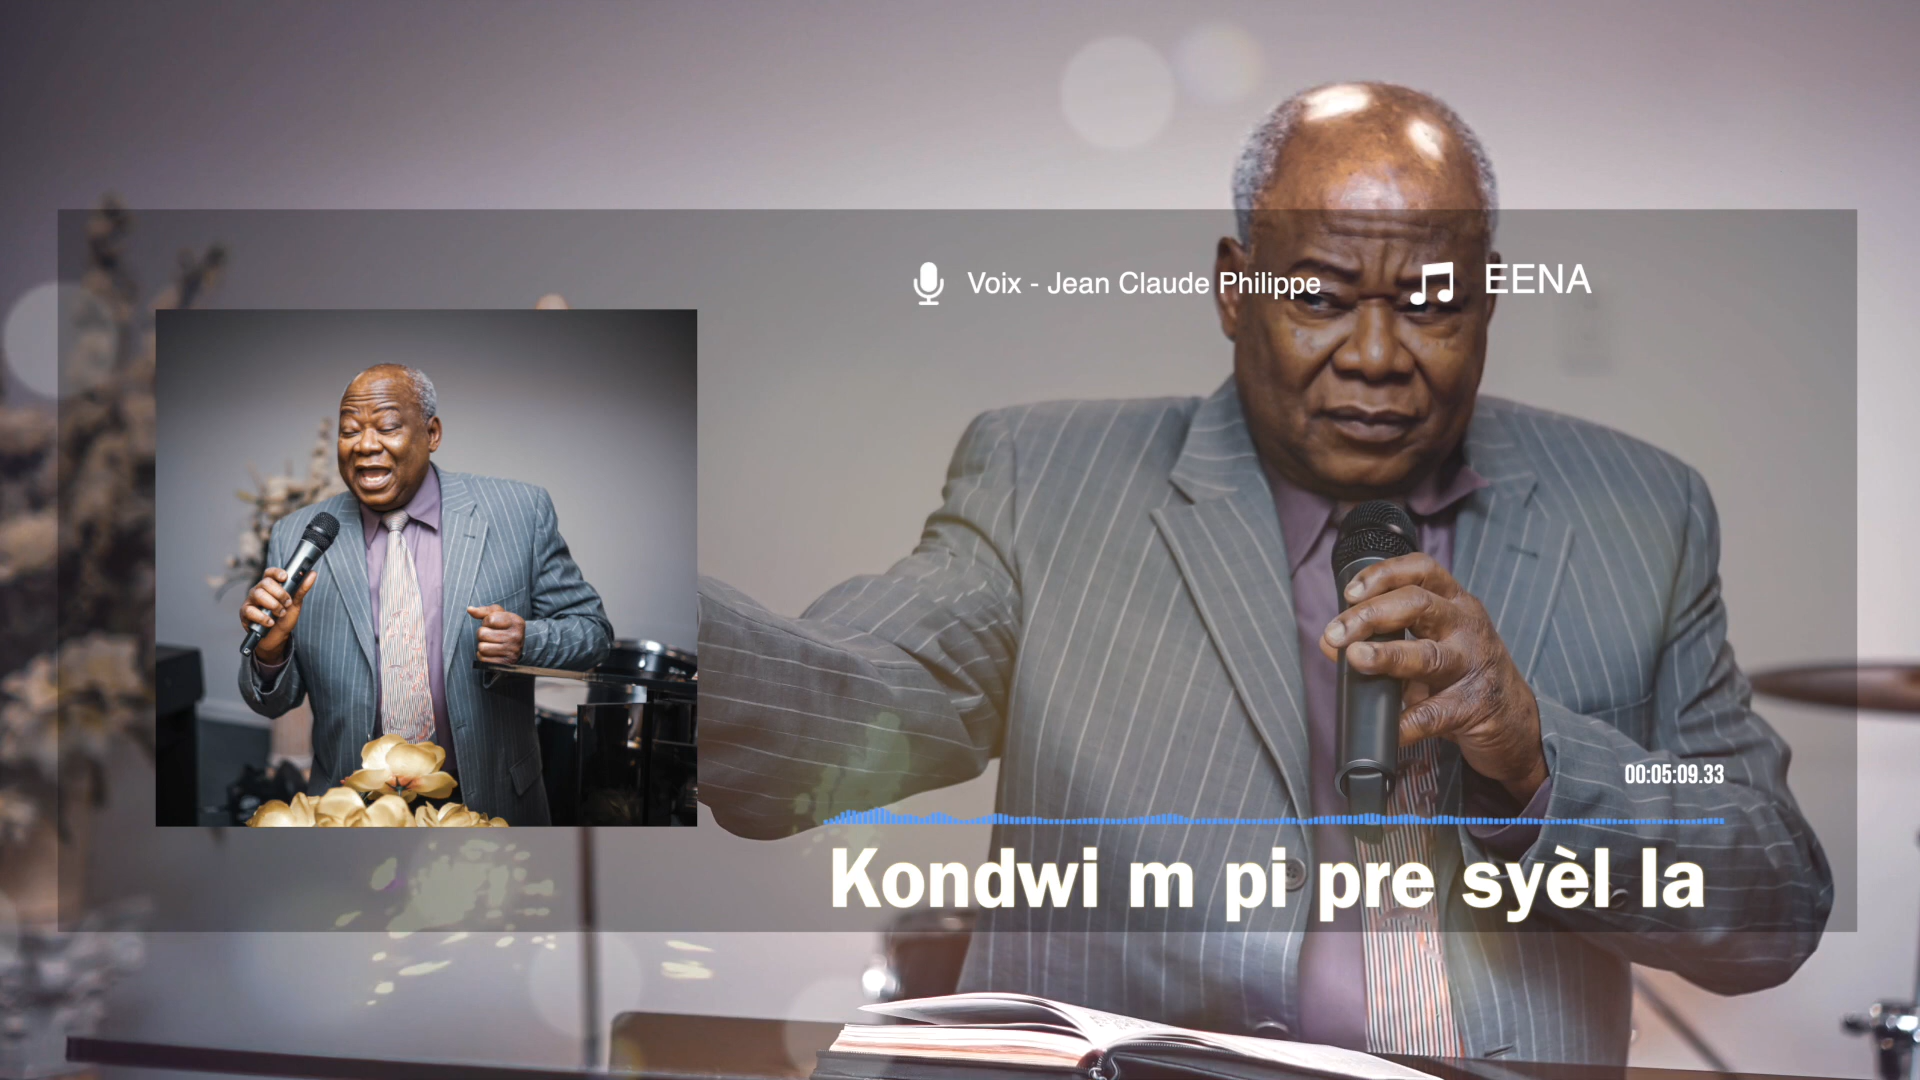 Voix - Jean Claude Philippe
EENA
00:05:09.33
Kondwi m pi pre syèl la